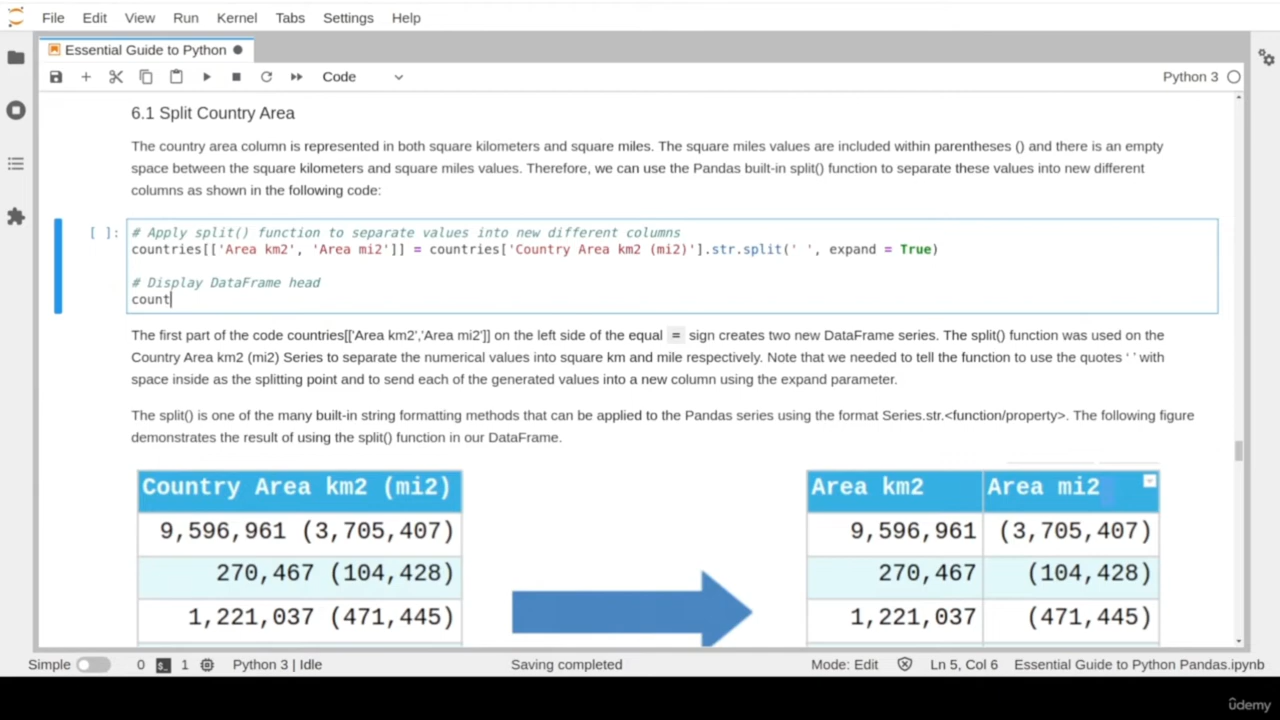 File Edit View Run Kernel Tabs Settings Help
Essential Guide to Python
Code
Python 3
6.1 Split Country Area
The country area column is represented in both square kilometers and square miles. The square miles values are included within parentheses () and there is an empty
space between the square kilometers and square miles values. Therefore, we can use the Pandas built-in split() function to separate these values into new different
columns as shown in the following code:
[ ]: # Apply split() function to separate values into new different columns
countries[['Area km2', 'Area mi2']] = countries['Country Area km2 (mi2)'].str.split(' ', expand = True)
# Display DataFrame head
count
The first part of the code countries[['Area km2','Area mi2']] on the left side of the equal = sign creates two new DataFrame series. The split() function was used on the
Country Area km2 (mi2) Series to separate the numerical values into square km and mile respectively. Note that we needed to tell the function to use the quotes ‘ ’ with
space inside as the splitting point and to send each of the generated values into a new column using the expand parameter.
The split() is one of the many built-in string formatting methods that can be applied to the Pandas series using the format Series.str.<function/property>. The following figure
demonstrates the result of using the split() function in our DataFrame.
Country Area km2 (mi2) Area km2 Area mi2
9,596,961 (3,705,407) 9,596,961 (3,705,407)
270,467 (104,428) 270,467 (104,428)
1,221,037 (471,445) 1,221,037 (471,445)
Simple 0 1 Python 3 | Idle Saving completed Mode: Edit Ln 5, Col 6 Essential Guide to Python Pandas.ipynb
ûdemy